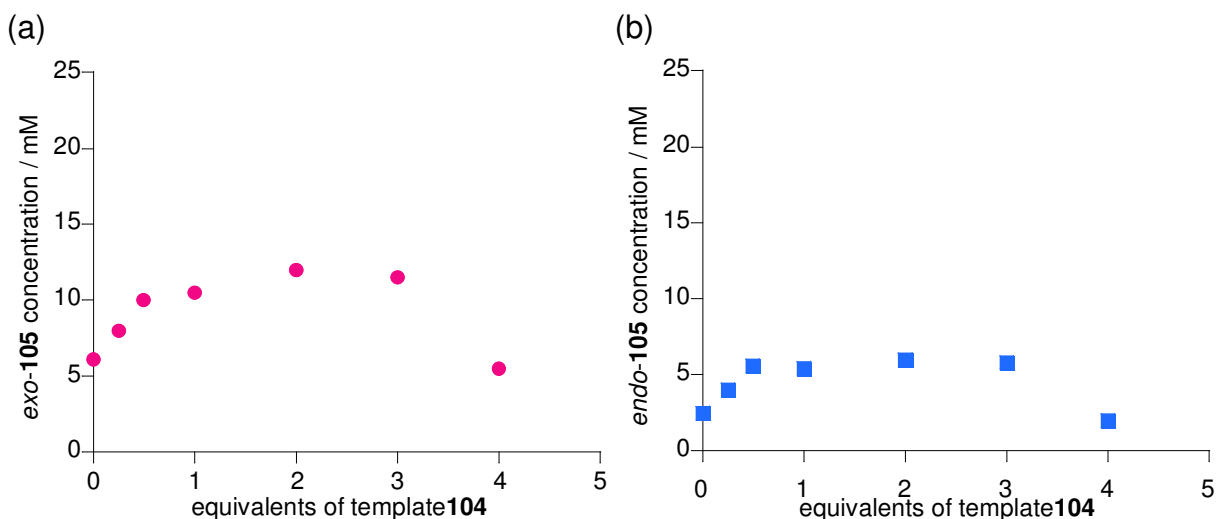 (a)
exo-105 concentration / mM
25
20
15
10
5
0
0 1 2 3 4 5
equivalents of template104
(b)
endo-105 concentration / mM
25
20
15
10
5
0
0 1 2 3 4 5
equivalents of template104